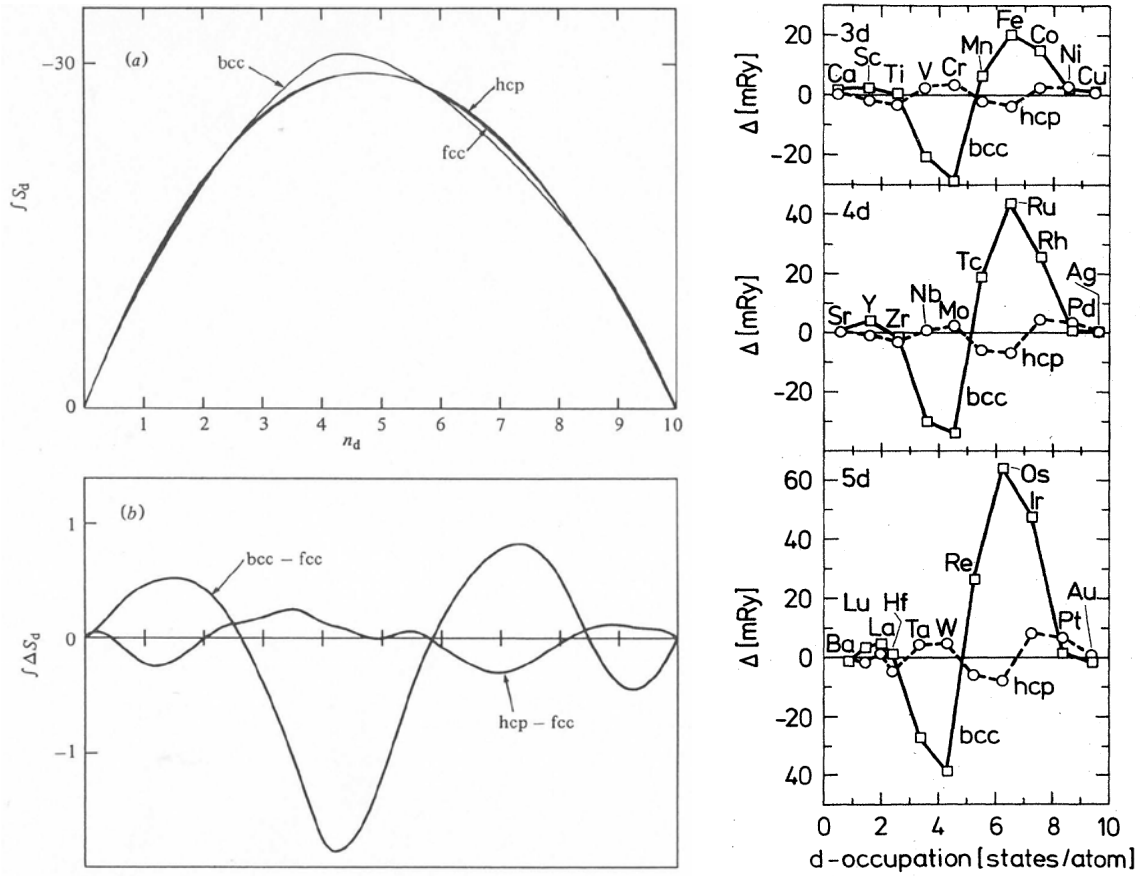 (a)
bcc
hcp
fcc
-30
∫ S_d
0
1 2 3 4 5 6 7 8 9 10
n_d
(b)
bcc – fcc
hcp – fcc
1
0
-1
∫ ΔS_d
3d
20
0
-20
Δ [mRy]
Ca Sc Ti V Cr Mn Fe Co Ni Cu
hcp
bcc
4d
40
20
0
-20
Δ [mRy]
Sr Y Zr Nb Mo Tc Ru Rh Pd Ag
hcp
bcc
5d
60
40
20
0
-20
40
Δ [mRy]
Ba Lu La Hf Ta W Re Os Ir Pt Au
hcp
bcc
0 2 4 6 8 10
d-occupation [states/atom]